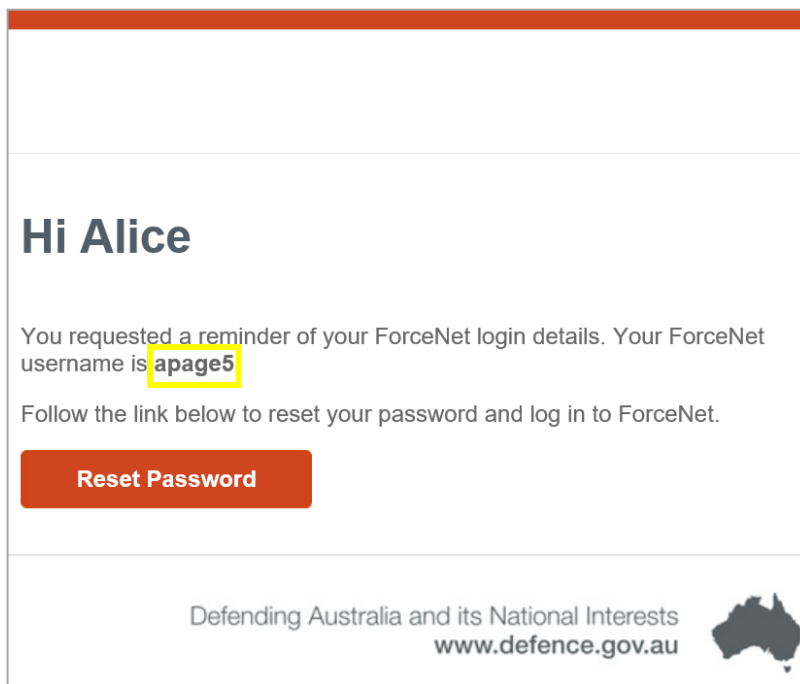 Hi Alice
You requested a reminder of your ForceNet login details. Your ForceNet
username is apage5
Follow the link below to reset your password and log in to ForceNet.
Reset Password
Defending Australia and its National Interests
www.defence.gov.au